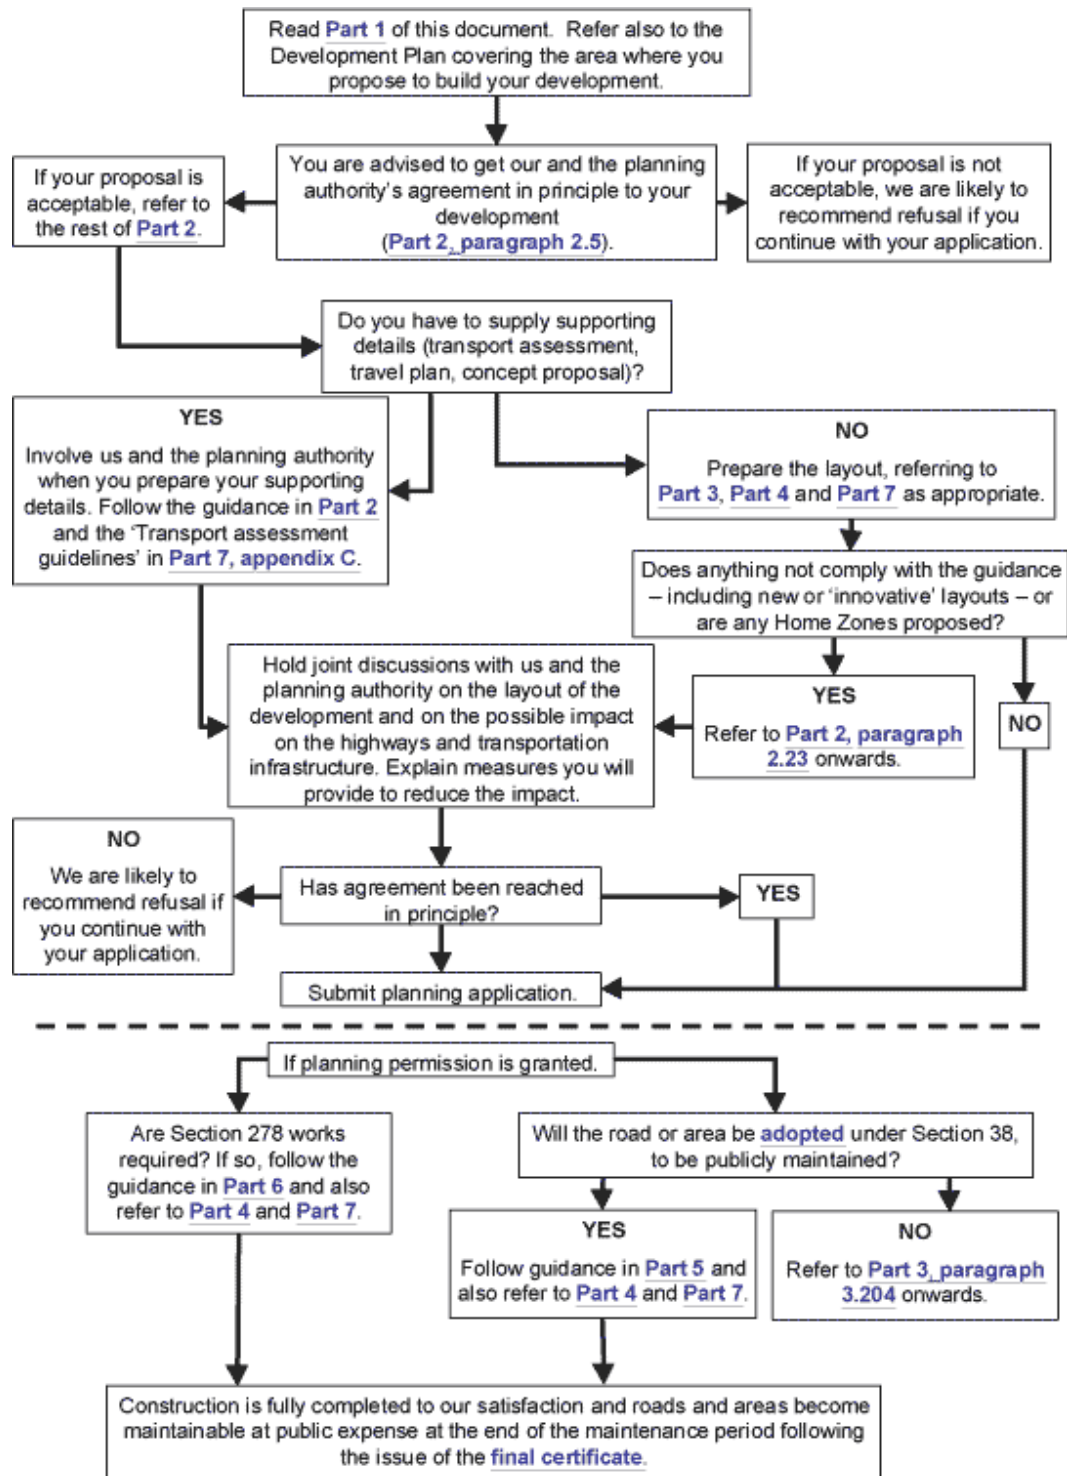 Read Part 1 of this document.  Refer also to the
Development Plan covering the area where you
propose to build your development.
If your proposal is
acceptable, refer to
the rest of Part 2.
You are advised to get our and the planning
authority's agreement in principle to your
development
(Part 2, paragraph 2.5).
If your proposal is not
acceptable, we are likely to
recommend refusal if you
continue with your application.
Do you have to supply supporting
details (transport assessment,
travel plan, concept proposal)?
YES
Involve us and the planning authority
when you prepare your supporting
details. Follow the guidance in Part 2
and the 'Transport assessment
guidelines' in Part 7, appendix C.
NO
Prepare the layout, referring to
Part 3, Part 4 and Part 7 as appropriate.
Does anything not comply with the guidance
– including new or 'innovative' layouts – or
are any Home Zones proposed?
Hold joint discussions with us and the
planning authority on the layout of the
development and on the possible impact
on the highways and transportation
infrastructure. Explain measures you will
provide to reduce the impact.
YES
Refer to Part 2, paragraph
2.23 onwards.
NO
NO
We are likely to
recommend refusal if
you continue with
your application.
Has agreement been reached
in principle?
YES
Submit planning application.
If planning permission is granted.
Are Section 278 works
required? If so, follow the
guidance in Part 6 and also
refer to Part 4 and Part 7.
Will the road or area be adopted under Section 38,
to be publicly maintained?
YES
Follow guidance in Part 5 and
also refer to Part 4 and Part 7.
NO
Refer to Part 3, paragraph
3.204 onwards.
Construction is fully completed to our satisfaction and roads and areas become
maintainable at public expense at the end of the maintenance period following
the issue of the final certificate.